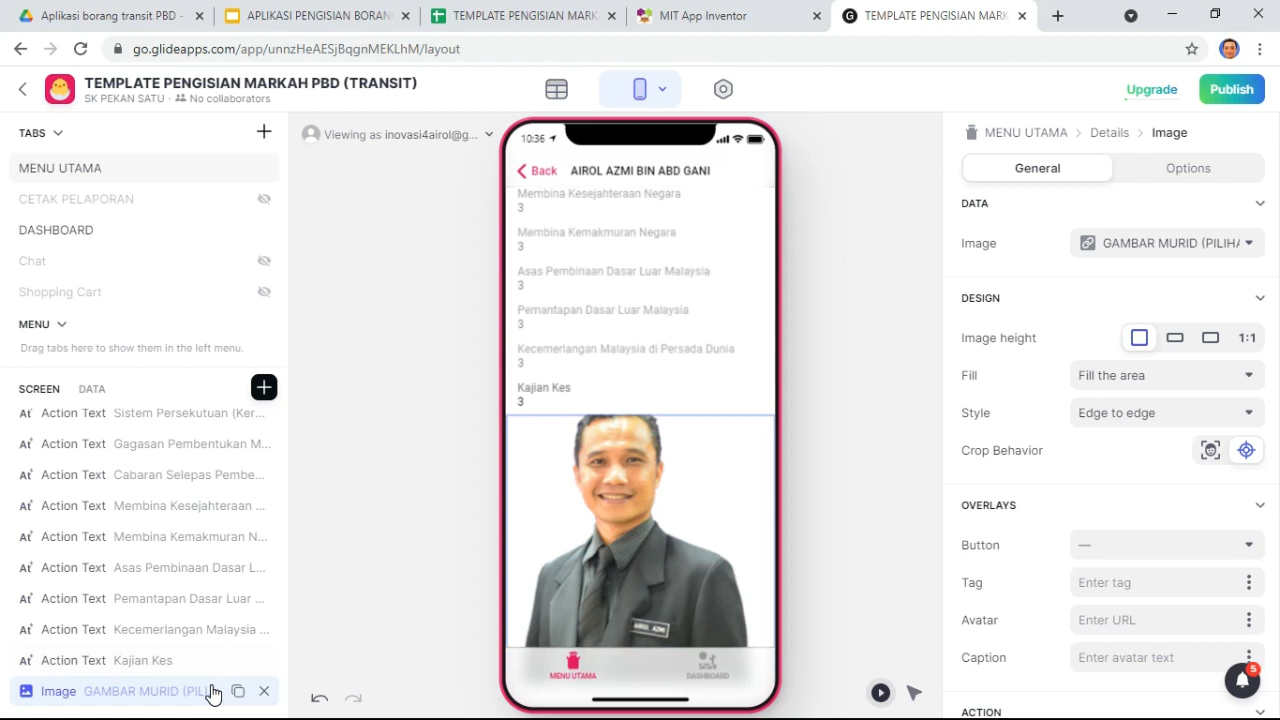 Aplikasi borang transit PBD -
APLIKASI PENGISIAN BORAN
TEMPLATE PENGISIAN MARK
MIT App Inventor
TEMPLATE PENGISIAN MARK
go.glideapps.com/app/unnzHeAESjBqgnMEKLhM/layout
TEMPLATE PENGISIAN MARKAH PBD (TRANSIT)
SK PEKAN SATU · No collaborators
Upgrade
Publish
TABS
MENU UTAMA
CETAK PELAPORAN
DASHBOARD
Chat
Shopping Cart
MENU
Drag tabs here to show them in the left menu.
SCREEN DATA
Action Text Sistem Persekutuan (Ker...
Action Text Gagasan Pembentukan M...
Action Text Cabaran Selepas Pembe...
Action Text Membina Kesejahteraan ...
Action Text Membina Kemakmuran N...
Action Text Asas Pembinaan Dasar L...
Action Text Pemantapan Dasar Luar ...
Action Text Kecemerlangan Malaysia ...
Action Text Kajian Kes
Image GAMBAR MURID (PILI
Viewing as inovasi4airol@g...
10:36
Back AIROL AZMI BIN ABD GANI
Membina Kesejahteraan Negara
3
Membina Kemakmuran Negara
3
Asas Pembinaan Dasar Luar Malaysia
3
Pemantapan Dasar Luar Malaysia
3
Kecemerlangan Malaysia di Persada Dunia
3
Kajian Kes
3
AIROL AZMI
MENU UTAMA DASHBOARD
MENU UTAMA > Details > Image
General Options
DATA
Image GAMBAR MURID (PILIHA
DESIGN
Image height 1:1
Fill Fill the area
Style Edge to edge
Crop Behavior
OVERLAYS
Button —
Tag Enter tag
Avatar Enter URL
Caption Enter avatar text
5
ACTION